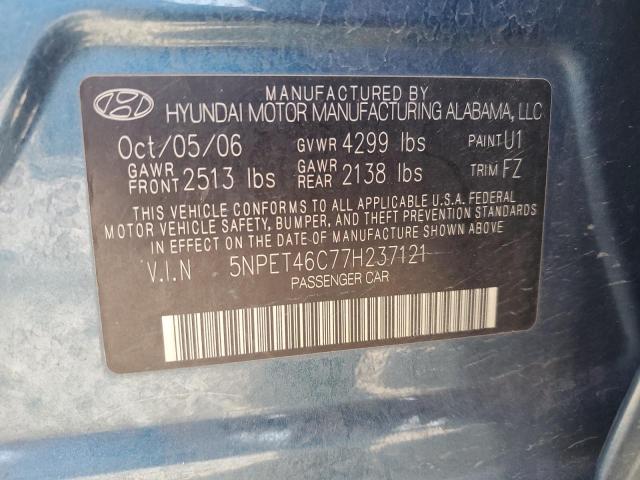 MANUFACTURED BY
HYUNDAI MOTOR MANUFACTURING ALABAMA, LLC
Oct/05/06 GVWR 4299 lbs PAINT U1
GAWR FRONT 2513 lbs GAWR REAR 2138 lbs TRIM FZ
THIS VEHICLE CONFORMS TO ALL APPLICABLE U.S.A. FEDERAL
MOTOR VEHICLE SAFETY, BUMPER, AND THEFT PREVENTION STANDARDS
IN EFFECT ON THE DATE OF MANUFACTURE SHOWN ABOVE.
V.I.N 5NPET46C77H237121
PASSENGER CAR